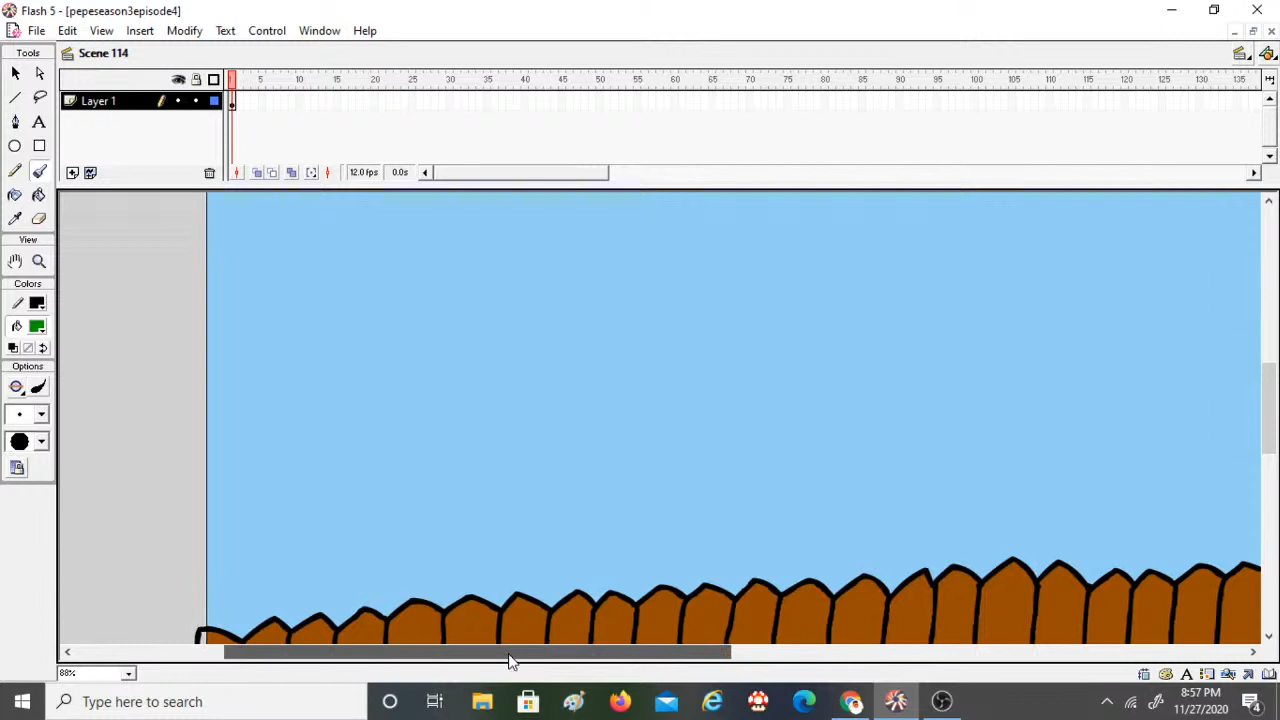 Flash 5 - [pepeseason3episode4]
File Edit View Insert Modify Text Control Window Help
Tools Scene 114
5 10 15 20 25 30 35 40 45 50 55 60 65 70 75 80 85 90 95 100 105 110 115 120 125 130 135
Layer 1
12.0 fps 0.0s
View
Colors
Options
88%
Type here to search
8:57 PM
11/27/2020
4